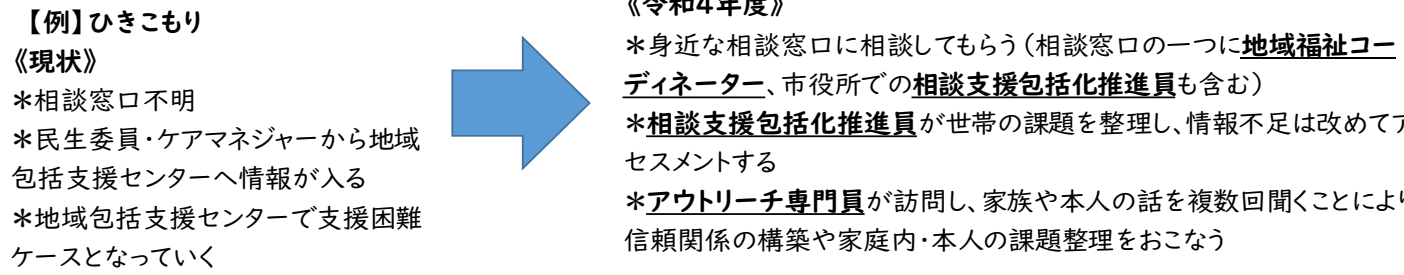 【例】ひきこもり
《現状》
＊相談窓口不明
＊民生委員・ケアマネジャーから地域
包括支援センターへ情報が入る
＊地域包括支援センターで支援困難
ケースとなっていく
《令和4年度》
＊身近な相談窓口に相談してもらう（相談窓口の一つに地域福祉コー
ディネーター、市役所での相談支援包括化推進員も含む）
＊相談支援包括化推進員が世帯の課題を整理し、情報不足は改めてア
セスメントする
＊アウトリーチ専門員が訪問し、家族や本人の話を複数回聞くことにより
信頼関係の構築や家庭内・本人の課題整理をおこなう